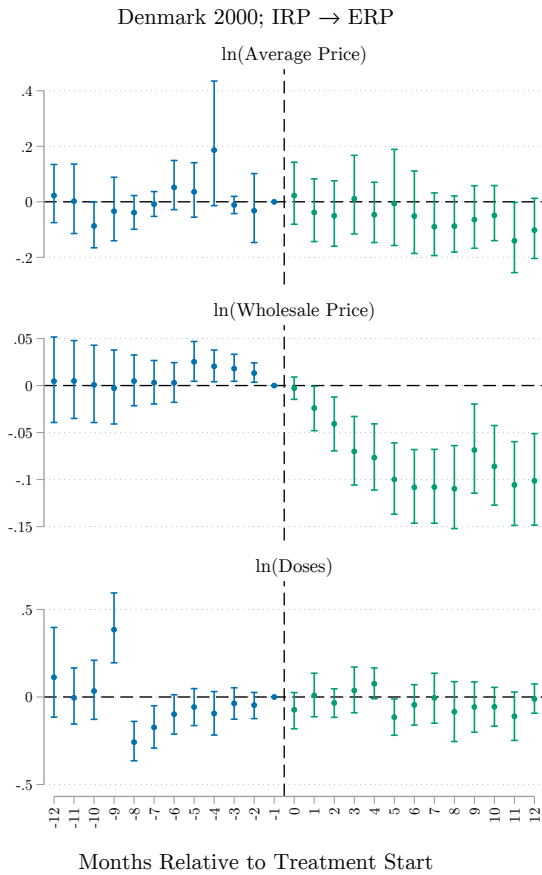 Denmark 2000; IRP → ERP
ln(Average Price)
.4
.2
0
-.2
ln(Wholesale Price)
.05
0
-.05
-.1
-.15
ln(Doses)
.5
0
-.5
-12 -11 -10 -9 -8 -7 -6 -5 -4 -3 -2 -1 0 1 2 3 4 5 6 7 8 9 10 11 12
Months Relative to Treatment Start